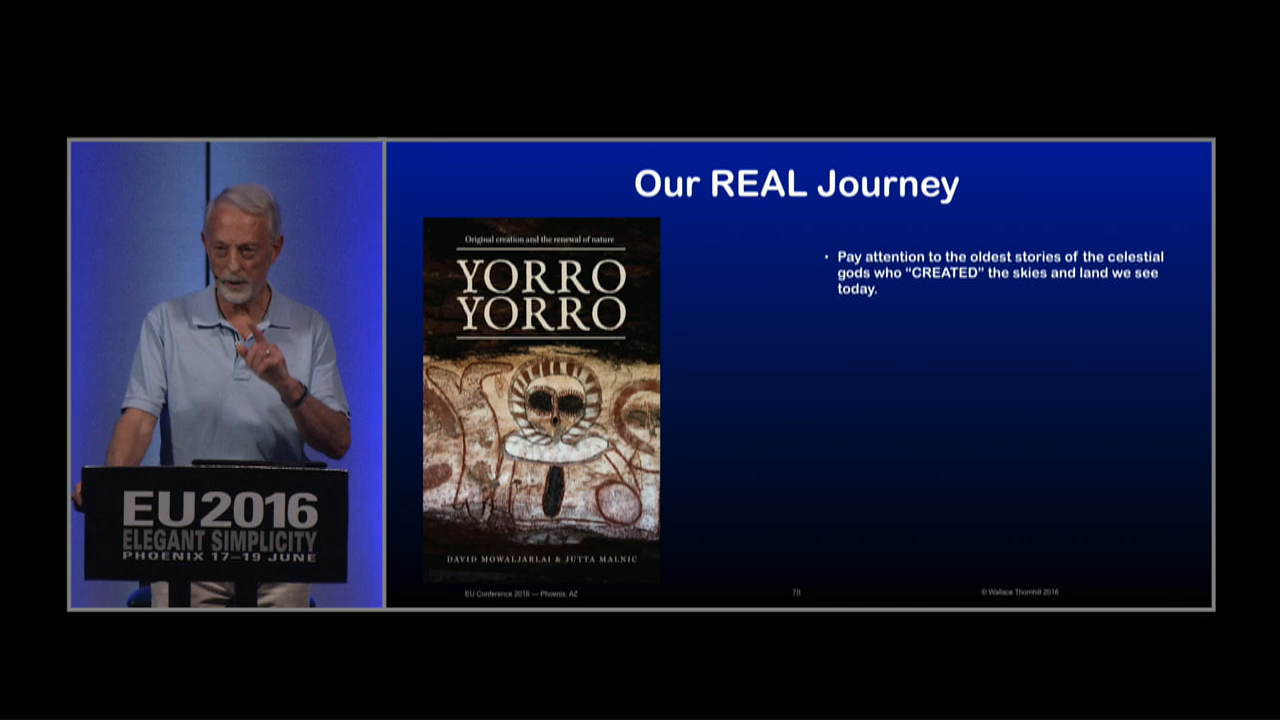 EU2016
ELEGANT SIMPLICITY
PHOENIX 17–19 JUNE
Our REAL Journey
Original creation and the renewal of nature
YORRO
YORRO
DAVID MOWALJARLAI & JUTTA MALNIC
• Pay attention to the oldest stories of the celestial
gods who “CREATED” the skies and land we see
today.
EU Conference 2016 — Phoenix, AZ
78
© Wallace Thornhill 2016